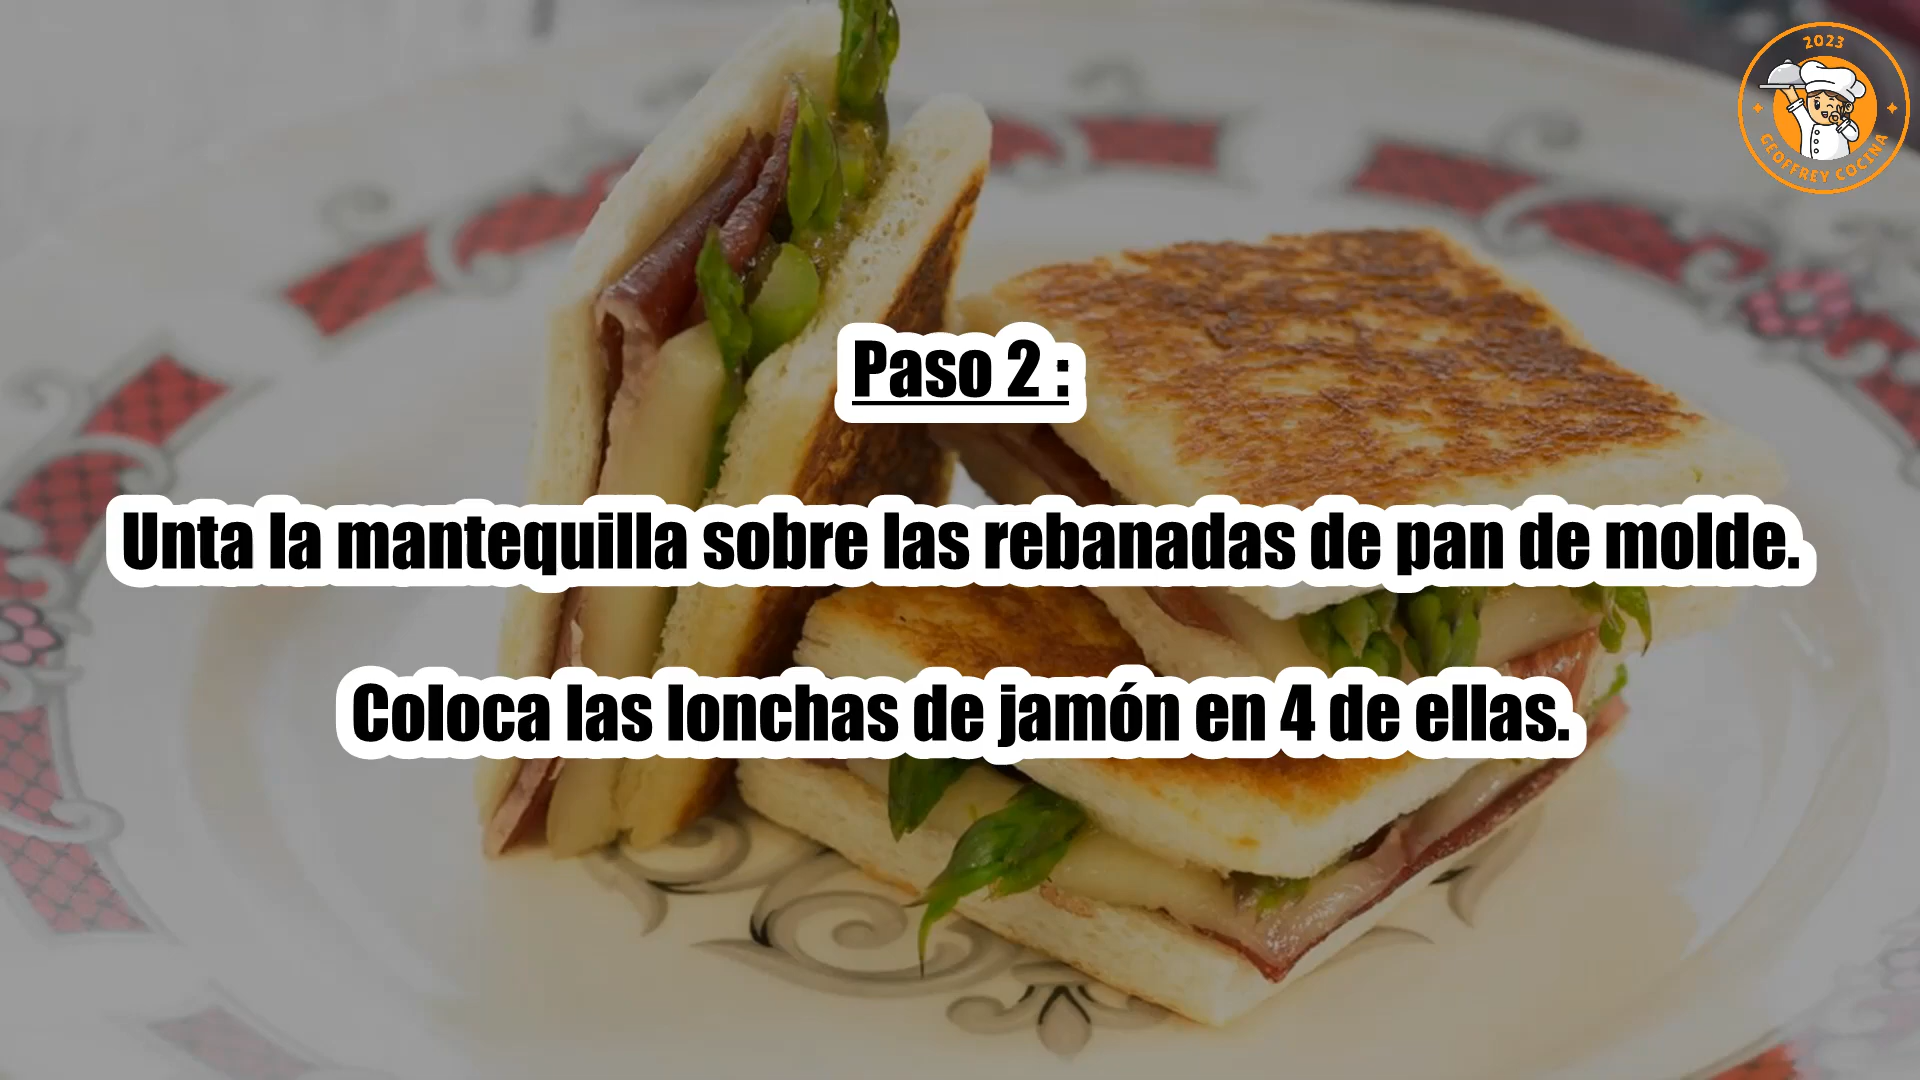 2023
GEOFFREY COCINA
Paso 2 :
Unta la mantequilla sobre las rebanadas de pan de molde.
Coloca las lonchas de jamón en 4 de ellas.